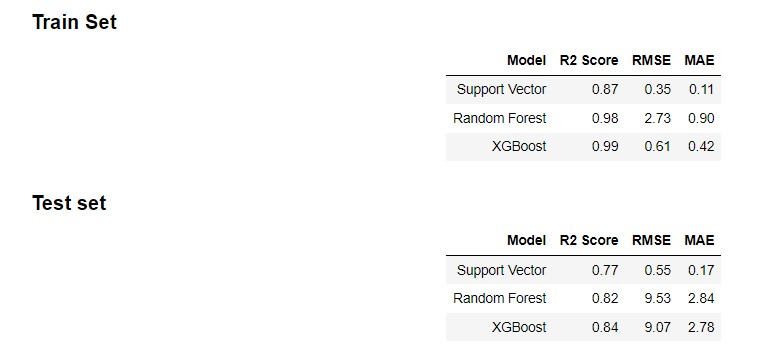 Train Set
Model R2 Score RMSE MAE
Support Vector 0.87 0.35 0.11
Random Forest 0.98 2.73 0.90
XGBoost 0.99 0.61 0.42
Test set
Model R2 Score RMSE MAE
Support Vector 0.77 0.55 0.17
Random Forest 0.82 9.53 2.84
XGBoost 0.84 9.07 2.78